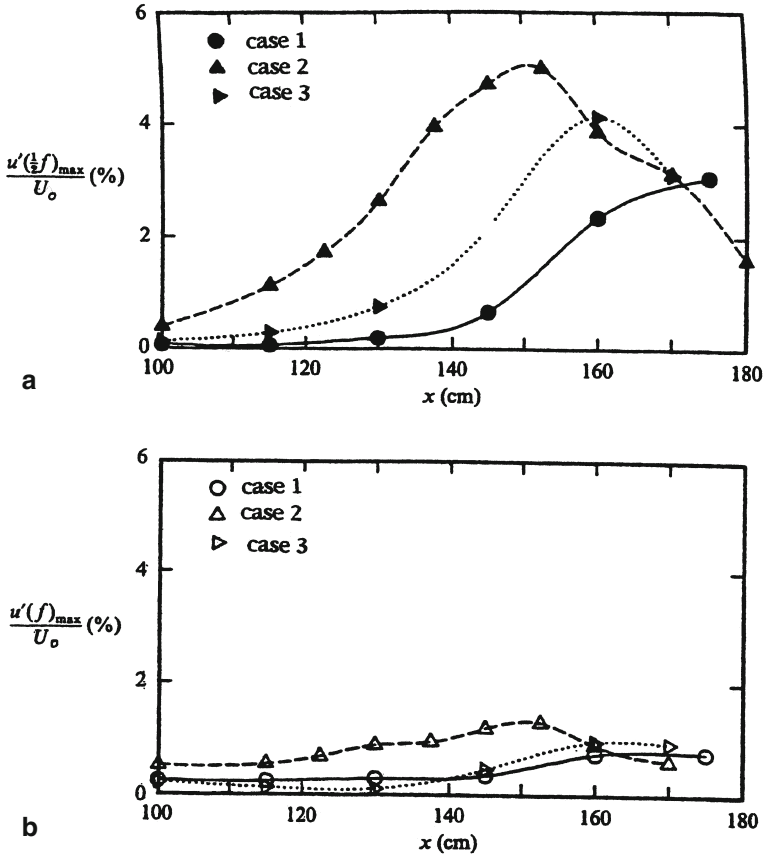 6
case 1
case 2
case 3
4
u'(½f)max / Uo (%)
2
0
100 120 140 160 180
x (cm)
a
6
case 1
case 2
case 3
4
u'(f)max / Uo (%)
2
0
100 120 140 160 180
x (cm)
b